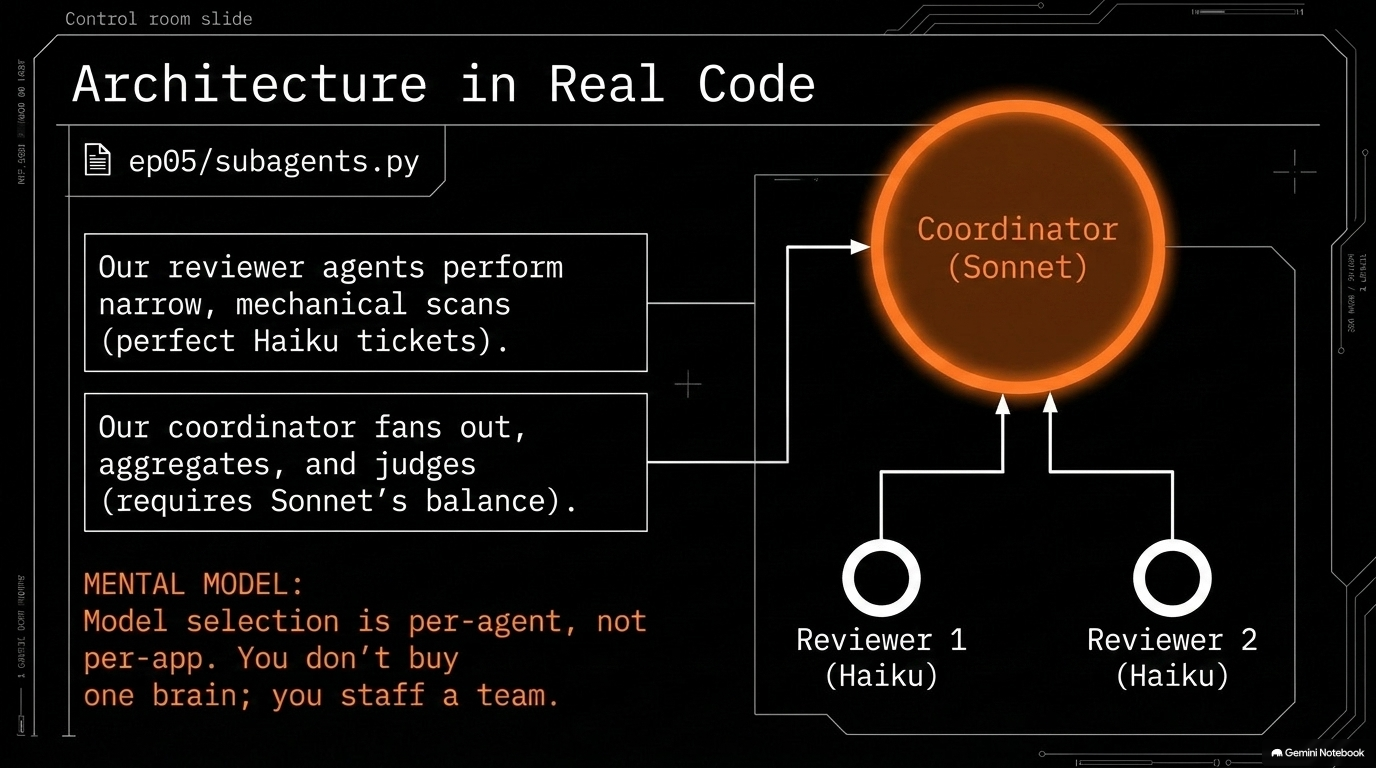 Control room slide
Architecture in Real Code
ep05/subagents.py
Our reviewer agents perform
narrow, mechanical scans
(perfect Haiku tickets).
Our coordinator fans out,
aggregates, and judges
(requires Sonnet’s balance).
MENTAL MODEL:
Model selection is per-agent, not
per-app. You don’t buy
one brain; you staff a team.
Coordinator
(Sonnet)
Reviewer 1
(Haiku)
Reviewer 2
(Haiku)
Gemini Notebook